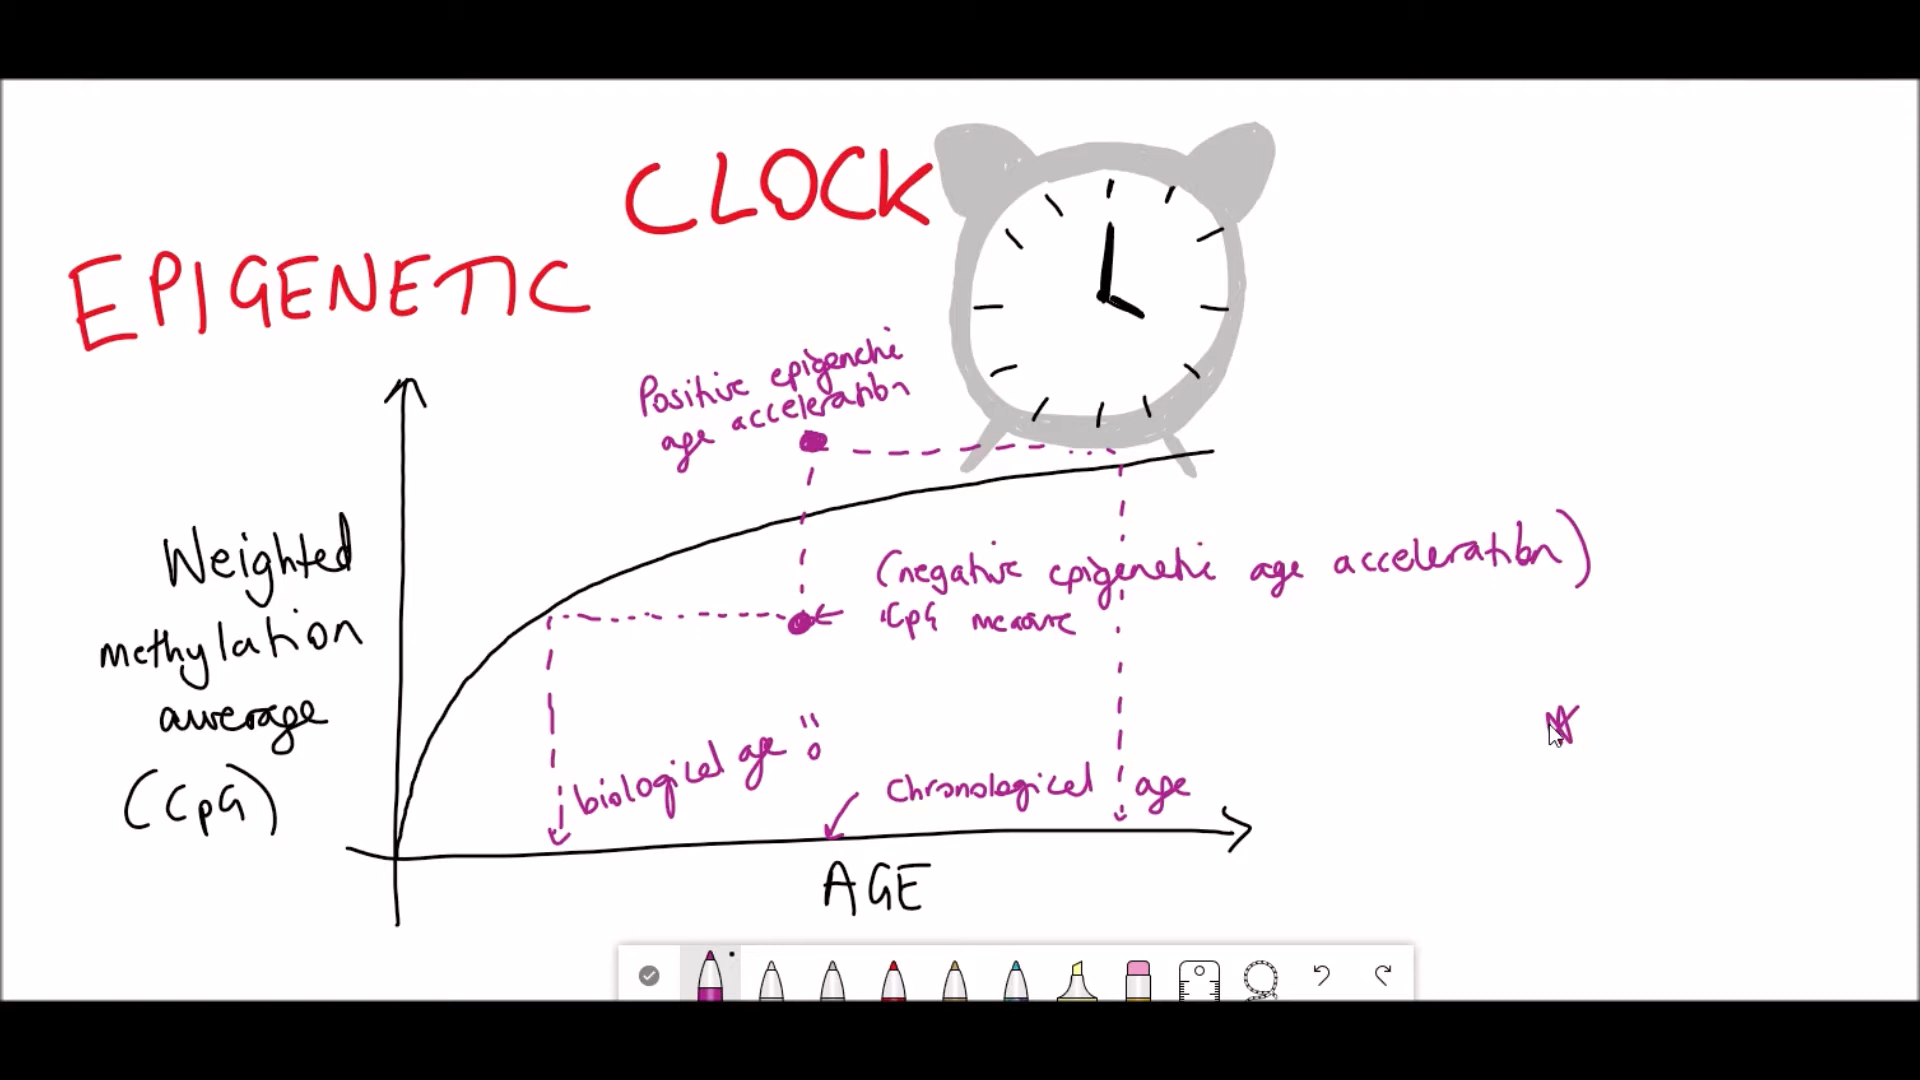 CLOCK
EPIGENETIC
Positive epigenetic
age acceleration
Weighted
methylation
average
(CpG)
(negative epigenetic age acceleration)
CpG measure
biological age
Chronological age
AGE